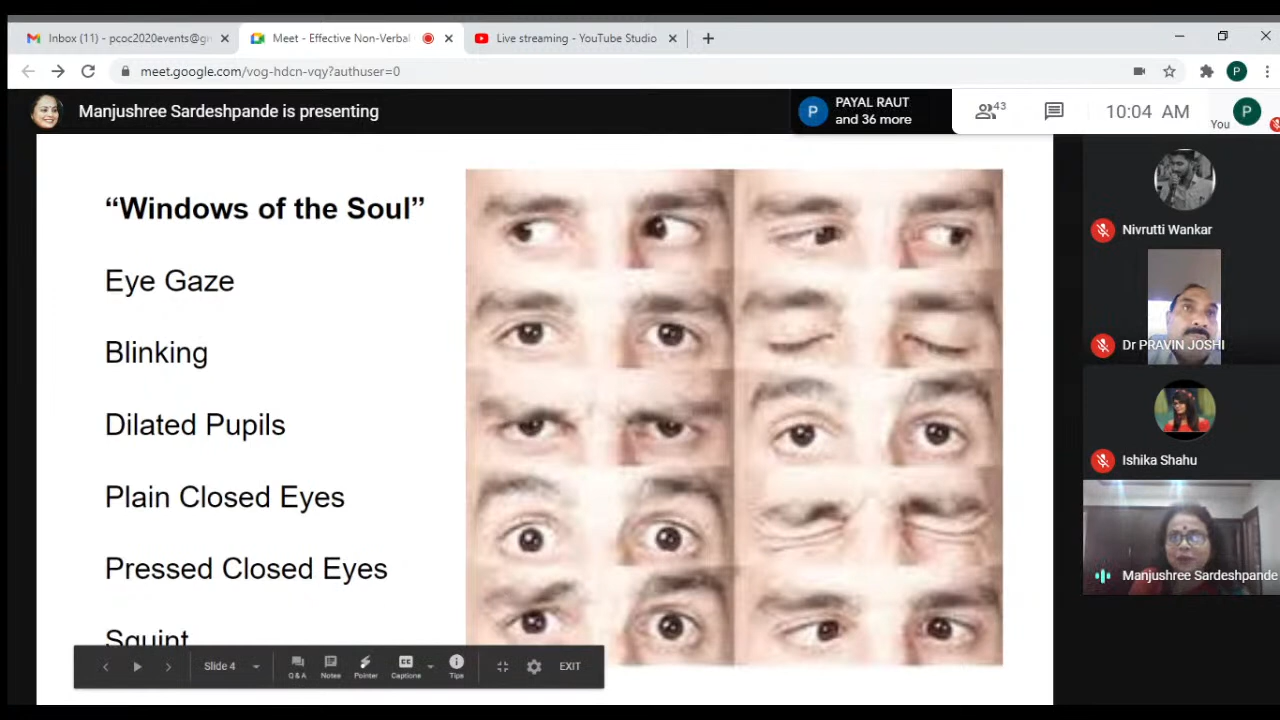 Inbox (11) - pcoc2020events@gr
Meet - Effective Non-Verbal
Live streaming - YouTube Studio
meet.google.com/vog-hdcn-vqy?authuser=0
P
Manjushree Sardeshpande is presenting
P
PAYAL RAUT
and 36 more
43
10:04 AM
You
P
“Windows of the Soul”
Eye Gaze
Blinking
Dilated Pupils
Plain Closed Eyes
Pressed Closed Eyes
Squint
Nivrutti Wankar
Dr PRAVIN JOSHI
Ishika Shahu
Manjushree Sardeshpande
Slide 4
Q & A
Notes
Pointer
CC
Captions
Tips
EXIT